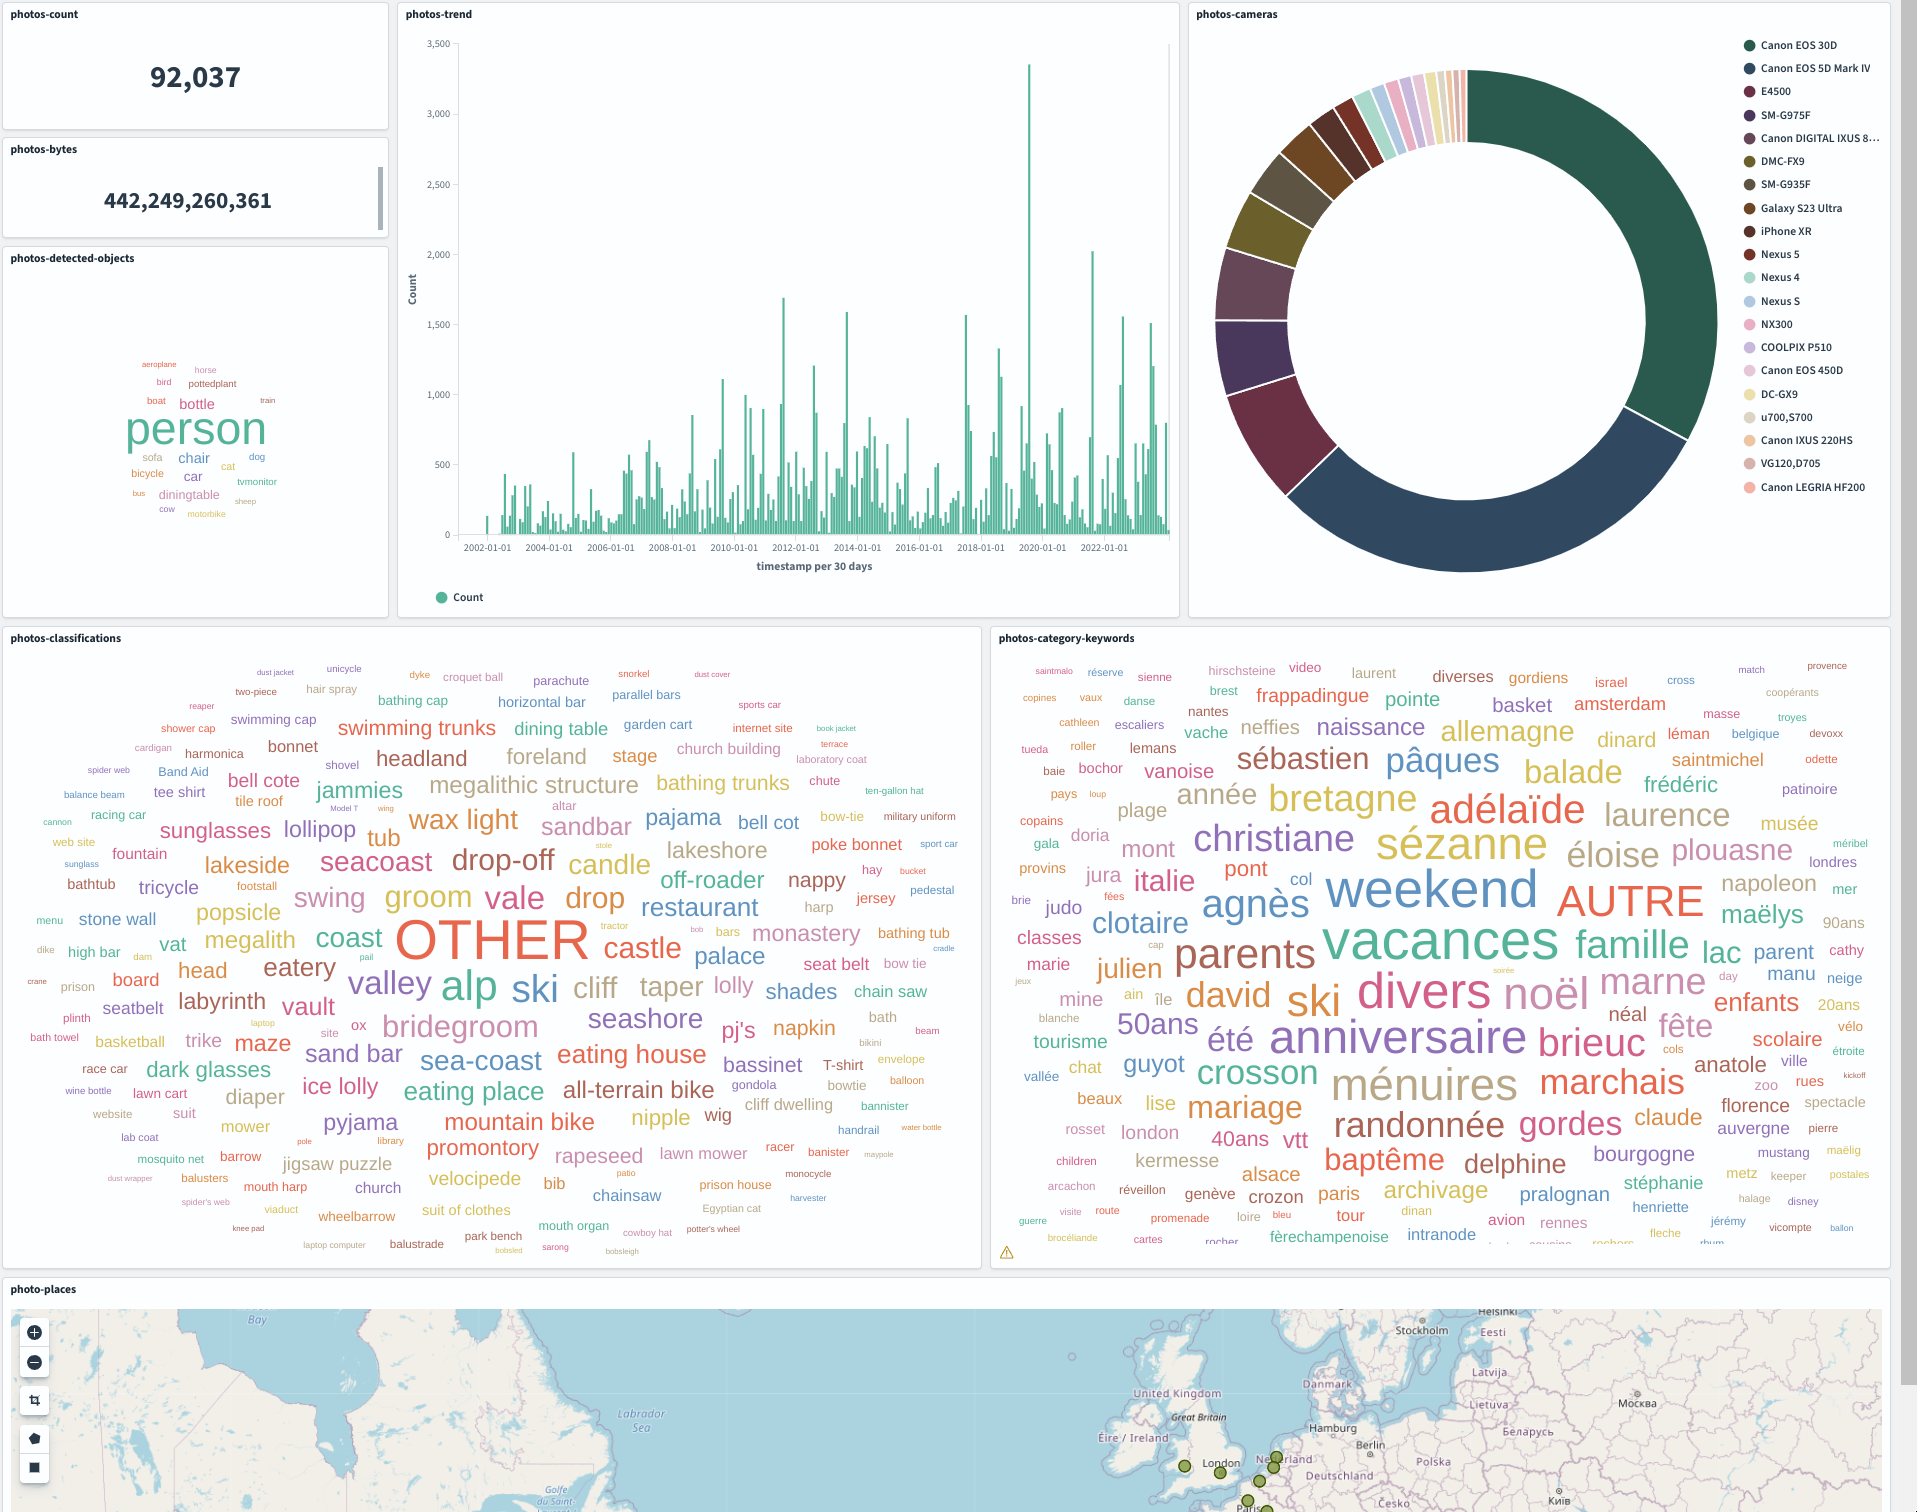 photos-count
92,037
photos-bytes
442,249,260,361
photos-detected-objects
aeroplane
horse
bird pottedplant
boat bottle train
person
sofa chair cat dog
bicycle car tvmonitor
bus diningtable sheep
cow motorbike
photos-trend
3,500
3,000
2,500
2,000
1,500
1,000
500
0
Count
2002-01-01 2004-01-01 2006-01-01 2008-01-01 2010-01-01 2012-01-01 2014-01-01 2016-01-01 2018-01-01 2020-01-01 2022-01-01
timestamp per 30 days
Count
photos-cameras
Canon EOS 30D
Canon EOS 5D Mark IV
E4500
SM-G975F
Canon DIGITAL IXUS 8…
DMC-FX9
SM-G935F
Galaxy S23 Ultra
iPhone XR
Nexus 5
Nexus 4
Nexus S
NX300
COOLPIX P510
Canon EOS 450D
DC-GX9
u700,S700
Canon IXUS 220HS
VG120,D705
Canon LEGRIA HF200
photos-classifications
dust jacket unicycle dyke croquet ball parachute snorkel dust cover
two-piece hair spray bathing cap horizontal bar parallel bars
reaper sports car
shower cap swimming cap swimming trunks dining table garden cart internet site book jacket
cardigan harmonica bonnet headland foreland stage church building terrace
laboratory coat
spider web Band Aid shovel bell cote jammies megalithic structure bathing trunks chute
balance beam tee shirt tile roof Model T wing altar ten-gallon hat
cannon racing car sunglasses lollipop tub wax light sandbar pajama bell cot bow-tie military uniform
web site fountain lakeside seacoast drop-off stole candle lakeshore poke bonnet sport car
sunglass
bathtub tricycle footstall swing groom vale drop off-roader nappy hay bucket
menu stone wall popsicle restaurant harp jersey pedestal
dike high bar vat megalith coast OTHER tractor castle bob bars monastery bathing tub
dam pail palace cradle
crane prison board head eatery valley alp ski cliff taper lolly shades seat belt bow tie
seatbelt labyrinth vault chain saw
plinth laptop site ox bridegroom seashore pj's napkin bath
bath towel basketball trike maze beam
bikini
race car dark glasses sand bar sea-coast eating house bassinet T-shirt envelope
wine bottle lawn cart diaper ice lolly eating place all-terrain bike gondola bowtie balloon
website suit mower pyjama mountain bike nipple wig cliff dwelling bannister
lab coat pole library handrail water bottle
mosquito net barrow jigsaw puzzle promontory rapeseed lawn mower racer banister maypole
dust wrapper balusters mouth harp church velocipede bib patio prison house monocycle
spider's web viaduct wheelbarrow suit of clothes chainsaw Egyptian cat harvester
knee pad mouth organ cowboy hat potter's wheel
laptop computer balustrade park bench bobsled sarong bobsleigh
photos-category-keywords
saintmalo réserve sienne hirschsteine video laurent diverses gordiens israel cross match provence
copines vaux danse brest frappadingue pointe basket amsterdam coopérants
nantes masse troyes
cathleen escaliers vache neffies naissance allemagne dinard léman belgique devoxx
tueda roller lemans sébastien pâques balade saintmichel odette
baie bochor vanoise frédéric patinoire
pays loup plage année bretagne adélaïde laurence musée
copains
gala doria mont christiane sézanne éloise plouasne méribel
provins jura italie pont col napoleon londres mer
brie judo fées agnès weekend AUTRE maëlys 90ans
classes clotaire cap parents vacances famille lac parent cathy
marie julien soirée day manu neige
jeux mine ain île david ski divers noël marne enfants 20ans
blanche 50ans été anniversaire brieuc néal fête scolaire vélo
tourisme cols étroite
vallée chat guyot crosson ménuires marchais anatole ville
kickoff
beaux lise mariage randonnée gordes claude zoo rues
florence spectacle
rosset london 40ans vtt auvergne pierre
children kermesse alsace baptême delphine bourgogne mustang maëlig
arcachon réveillon genève crozon paris archivage pralognan stéphanie metz keeper postales
guerre visite route promenade loire bleu tour dinan avion rennes henriette halage disney
jérémy vicompte ballon
brocéliande cartes rocher fèrechampenoise intranode cousins rochers fleche rhum
photo-places
Bay
Labrador
Sea
Golfe
du Saint-
United Kingdom
Great Britain
Éire / Ireland
London
Nederland
Paris
Danmark
Hamburg
Berlin
Deutschland
Polska
Česko
Stockholm
Helsinki
Eesti
Latvija
Lietuva
Беларусь
Москва
Київ